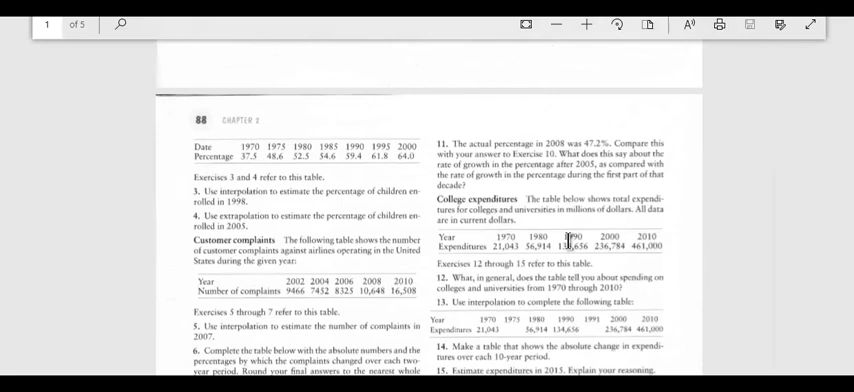 1 of 5
88 CHAPTER 2
Date 1970 1975 1980 1985 1990 1995 2000
Percentage 37.5 48.6 52.5 54.6 59.4 61.8 64.0
Exercises 3 and 4 refer to this table.
3. Use interpolation to estimate the percentage of children en-
rolled in 1998.
4. Use extrapolation to estimate the percentage of children en-
rolled in 2005.
Customer complaints The following table shows the number
of customer complaints against airlines operating in the United
States during the given year:
Year 2002 2004 2006 2008 2010
Number of complaints 9466 7452 8325 10,648 16,508
Exercises 5 through 7 refer to this table.
5. Use interpolation to estimate the number of complaints in
2007.
6. Complete the table below with the absolute numbers and the
percentages by which the complaints changed over each two-
year period. Round your final answers to the nearest whole
11. The actual percentage in 2008 was 47.2%. Compare this
with your answer to Exercise 10. What does this say about the
rate of growth in the percentage after 2005, as compared with
the rate of growth in the percentage during the first part of that
decade?
College expenditures The table below shows total expendi-
tures for colleges and universities in millions of dollars. All data
are in current dollars.
Year 1970 1980 1990 2000 2010
Expenditures 21,043 56,914 134,656 236,784 461,000
Exercises 12 through 15 refer to this table.
12. What, in general, does the table tell you about spending on
colleges and universities from 1970 through 2010?
13. Use interpolation to complete the following table:
Year 1970 1975 1980 1990 1991 2000 2010
Expenditures 21,043 56,914 134,656 236,784 461,000
14. Make a table that shows the absolute change in expendi-
tures over each 10-year period.
15. Estimate expenditures in 2015. Explain your reasoning.